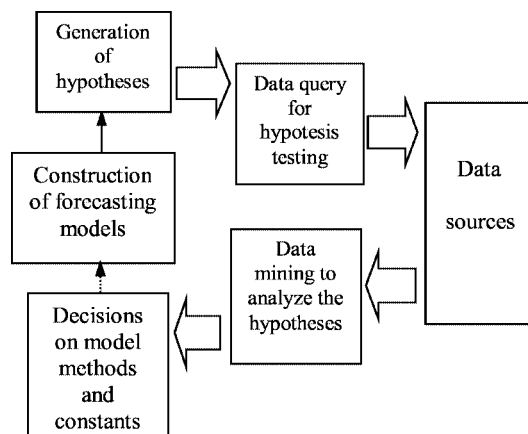 Generation
of
hypotheses
Data query
for
hypotesis
testing
Data
sources
Construction
of forecasting
models
Data
mining to
analyze the
hypotheses
Decisions
on model
methods
and
constants